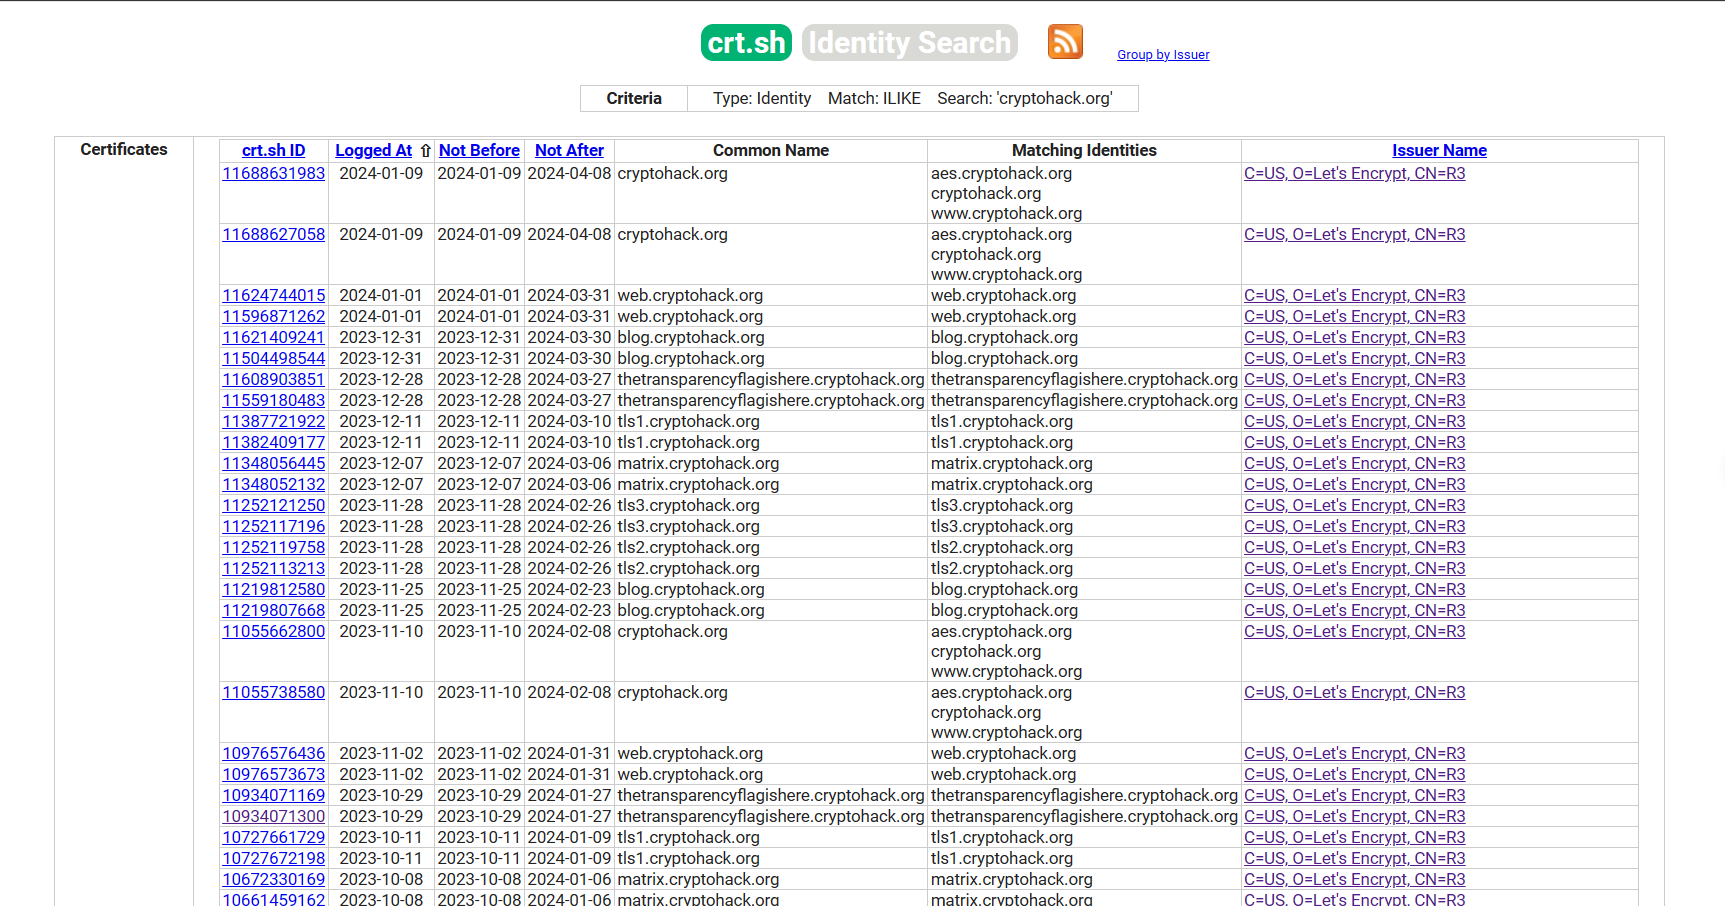 crt.sh Identity Search Group by Issuer
Criteria Type: Identity Match: ILIKE Search: 'cryptohack.org'
Certificates crt.sh ID Logged At ⇧ Not Before Not After Common Name Matching Identities Issuer Name
11688631983 2024-01-09 2024-01-09 2024-04-08 cryptohack.org aes.cryptohack.org C=US, O=Let's Encrypt, CN=R3
cryptohack.org
www.cryptohack.org
11688627058 2024-01-09 2024-01-09 2024-04-08 cryptohack.org aes.cryptohack.org C=US, O=Let's Encrypt, CN=R3
cryptohack.org
www.cryptohack.org
11624744015 2024-01-01 2024-01-01 2024-03-31 web.cryptohack.org web.cryptohack.org C=US, O=Let's Encrypt, CN=R3
11596871262 2024-01-01 2024-01-01 2024-03-31 web.cryptohack.org web.cryptohack.org C=US, O=Let's Encrypt, CN=R3
11621409241 2023-12-31 2023-12-31 2024-03-30 blog.cryptohack.org blog.cryptohack.org C=US, O=Let's Encrypt, CN=R3
11504498544 2023-12-31 2023-12-31 2024-03-30 blog.cryptohack.org blog.cryptohack.org C=US, O=Let's Encrypt, CN=R3
11608903851 2023-12-28 2023-12-28 2024-03-27 thetransparencyflagishere.cryptohack.org thetransparencyflagishere.cryptohack.org C=US, O=Let's Encrypt, CN=R3
11559180483 2023-12-28 2023-12-28 2024-03-27 thetransparencyflagishere.cryptohack.org thetransparencyflagishere.cryptohack.org C=US, O=Let's Encrypt, CN=R3
11387721922 2023-12-11 2023-12-11 2024-03-10 tls1.cryptohack.org tls1.cryptohack.org C=US, O=Let's Encrypt, CN=R3
11382409177 2023-12-11 2023-12-11 2024-03-10 tls1.cryptohack.org tls1.cryptohack.org C=US, O=Let's Encrypt, CN=R3
11348056445 2023-12-07 2023-12-07 2024-03-06 matrix.cryptohack.org matrix.cryptohack.org C=US, O=Let's Encrypt, CN=R3
11348052132 2023-12-07 2023-12-07 2024-03-06 matrix.cryptohack.org matrix.cryptohack.org C=US, O=Let's Encrypt, CN=R3
11252121250 2023-11-28 2023-11-28 2024-02-26 tls3.cryptohack.org tls3.cryptohack.org C=US, O=Let's Encrypt, CN=R3
11252117196 2023-11-28 2023-11-28 2024-02-26 tls3.cryptohack.org tls3.cryptohack.org C=US, O=Let's Encrypt, CN=R3
11252119758 2023-11-28 2023-11-28 2024-02-26 tls2.cryptohack.org tls2.cryptohack.org C=US, O=Let's Encrypt, CN=R3
11252113213 2023-11-28 2023-11-28 2024-02-26 tls2.cryptohack.org tls2.cryptohack.org C=US, O=Let's Encrypt, CN=R3
11219812580 2023-11-25 2023-11-25 2024-02-23 blog.cryptohack.org blog.cryptohack.org C=US, O=Let's Encrypt, CN=R3
11219807668 2023-11-25 2023-11-25 2024-02-23 blog.cryptohack.org blog.cryptohack.org C=US, O=Let's Encrypt, CN=R3
11055662800 2023-11-10 2023-11-10 2024-02-08 cryptohack.org aes.cryptohack.org C=US, O=Let's Encrypt, CN=R3
cryptohack.org
www.cryptohack.org
11055738580 2023-11-10 2023-11-10 2024-02-08 cryptohack.org aes.cryptohack.org C=US, O=Let's Encrypt, CN=R3
cryptohack.org
www.cryptohack.org
10976576436 2023-11-02 2023-11-02 2024-01-31 web.cryptohack.org web.cryptohack.org C=US, O=Let's Encrypt, CN=R3
10976573673 2023-11-02 2023-11-02 2024-01-31 web.cryptohack.org web.cryptohack.org C=US, O=Let's Encrypt, CN=R3
10934071169 2023-10-29 2023-10-29 2024-01-27 thetransparencyflagishere.cryptohack.org thetransparencyflagishere.cryptohack.org C=US, O=Let's Encrypt, CN=R3
10934071300 2023-10-29 2023-10-29 2024-01-27 thetransparencyflagishere.cryptohack.org thetransparencyflagishere.cryptohack.org C=US, O=Let's Encrypt, CN=R3
10727661729 2023-10-11 2023-10-11 2024-01-09 tls1.cryptohack.org tls1.cryptohack.org C=US, O=Let's Encrypt, CN=R3
10727672198 2023-10-11 2023-10-11 2024-01-09 tls1.cryptohack.org tls1.cryptohack.org C=US, O=Let's Encrypt, CN=R3
10672330169 2023-10-08 2023-10-08 2024-01-06 matrix.cryptohack.org matrix.cryptohack.org C=US, O=Let's Encrypt, CN=R3
10661459162 2023-10-08 2023-10-08 2024-01-06 matrix.cryptohack.org matrix.cryptohack.org C=US, O=Let's Encrypt, CN=R3